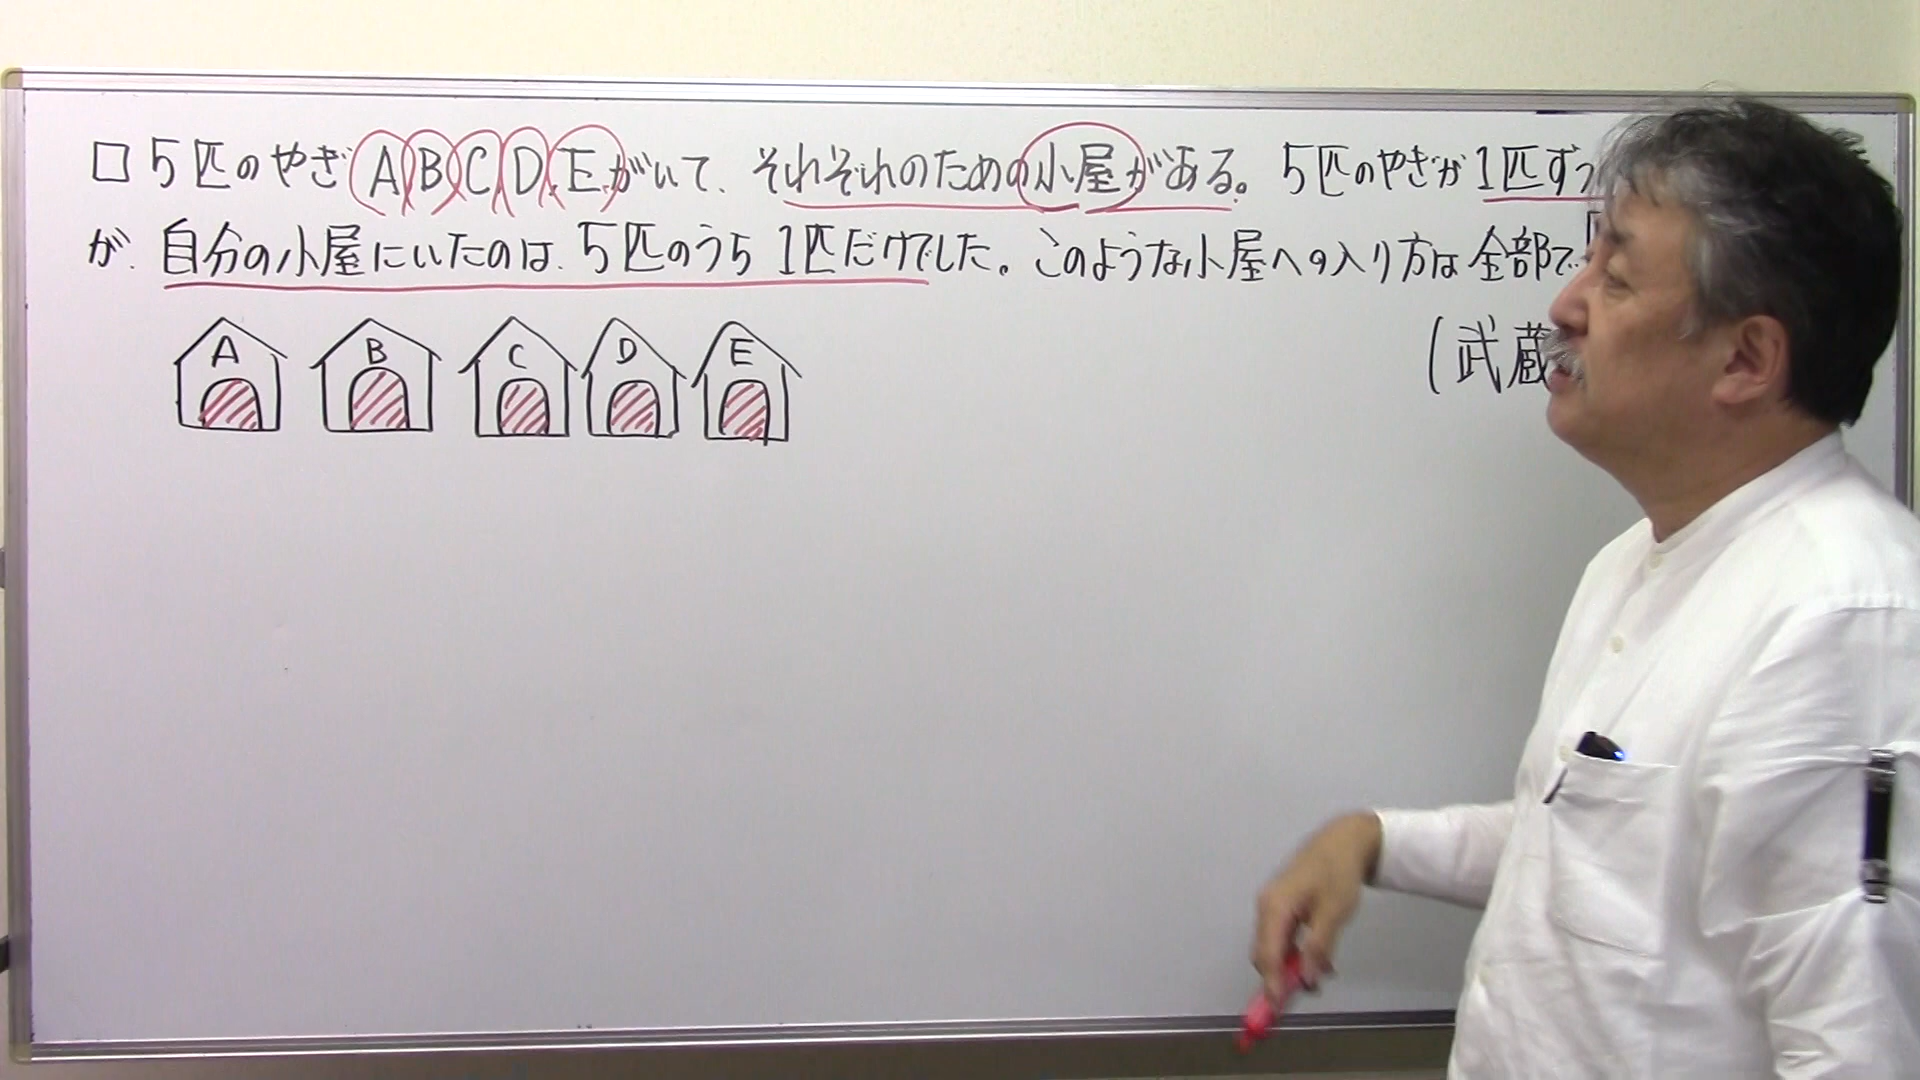 □ 5匹のやぎ A B C D Eがいて、それぞれのための小屋がある。 5匹のやぎが 1匹ずつ
が、自分の小屋にいたのは、5匹のうち 1匹だけでした。このような小屋への入り方は全部で
(武蔵
A B C D E